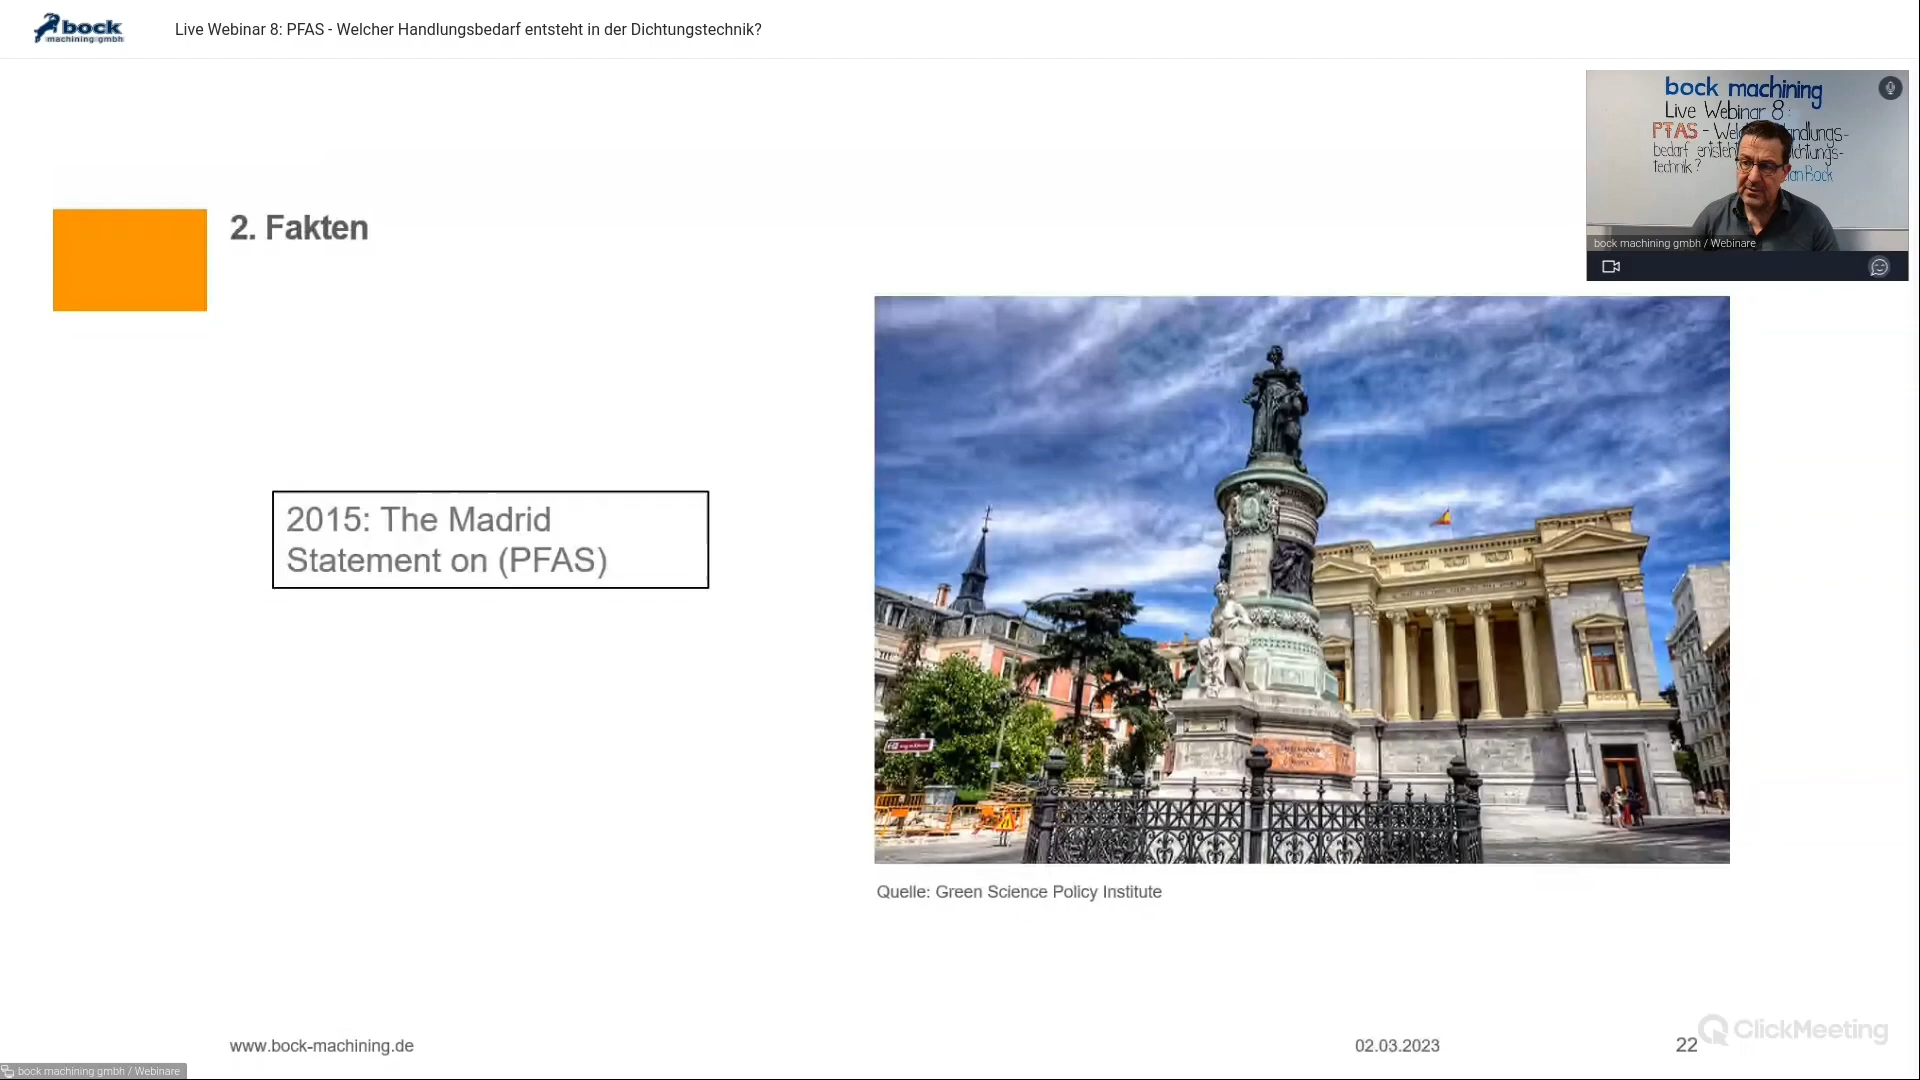 bock
machining gmbh
Live Webinar 8: PFAS - Welcher Handlungsbedarf entsteht in der Dichtungstechnik?
bock machining
Live Webinar 8:
PFAS - Handlungs-
bedarf
technik?
Bock
bock machining gmbh / Webinare
2. Fakten
2015: The Madrid
Statement on (PFAS)
Quelle: Green Science Policy Institute
www.bock-machining.de
02.03.2023
22
ClickMeeting
bock machining gmbh / Webinare